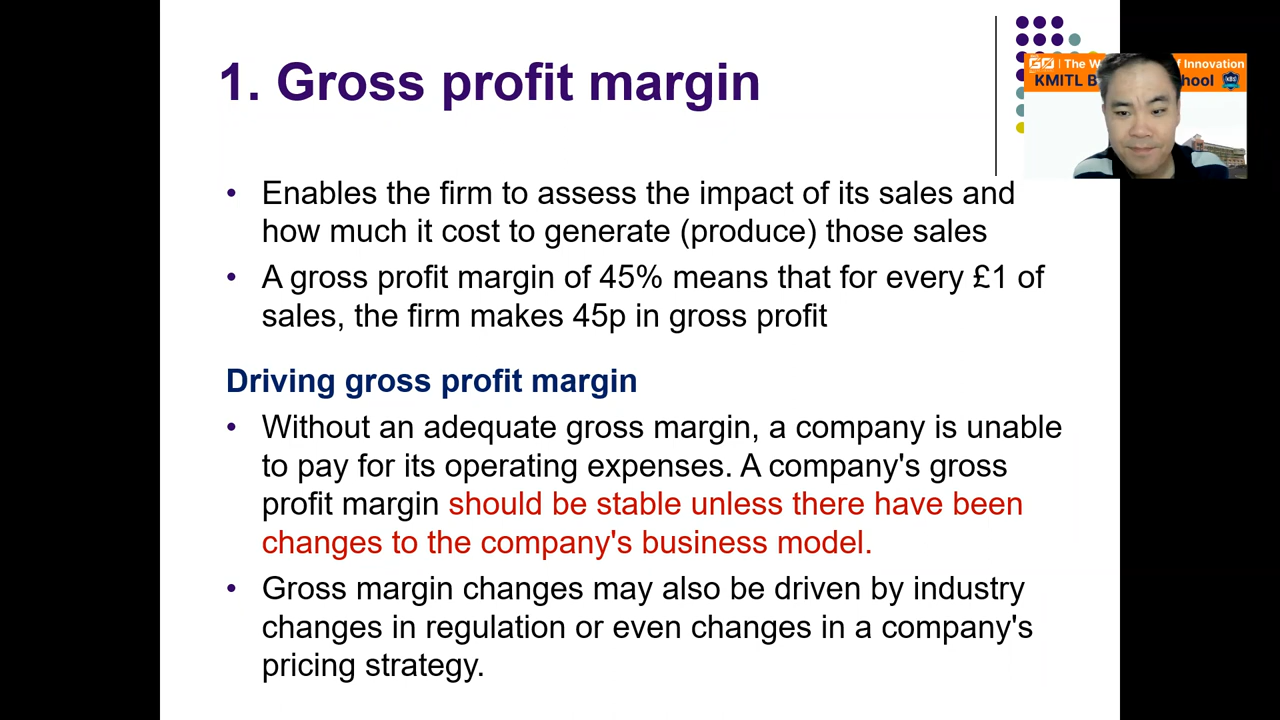 1. Gross profit margin
GO | The W of Innovation
KMITL B hool
KBS
• Enables the firm to assess the impact of its sales and
how much it cost to generate (produce) those sales
• A gross profit margin of 45% means that for every £1 of
sales, the firm makes 45p in gross profit
Driving gross profit margin
• Without an adequate gross margin, a company is unable
to pay for its operating expenses. A company's gross
profit margin should be stable unless there have been
changes to the company's business model.
• Gross margin changes may also be driven by industry
changes in regulation or even changes in a company's
pricing strategy.